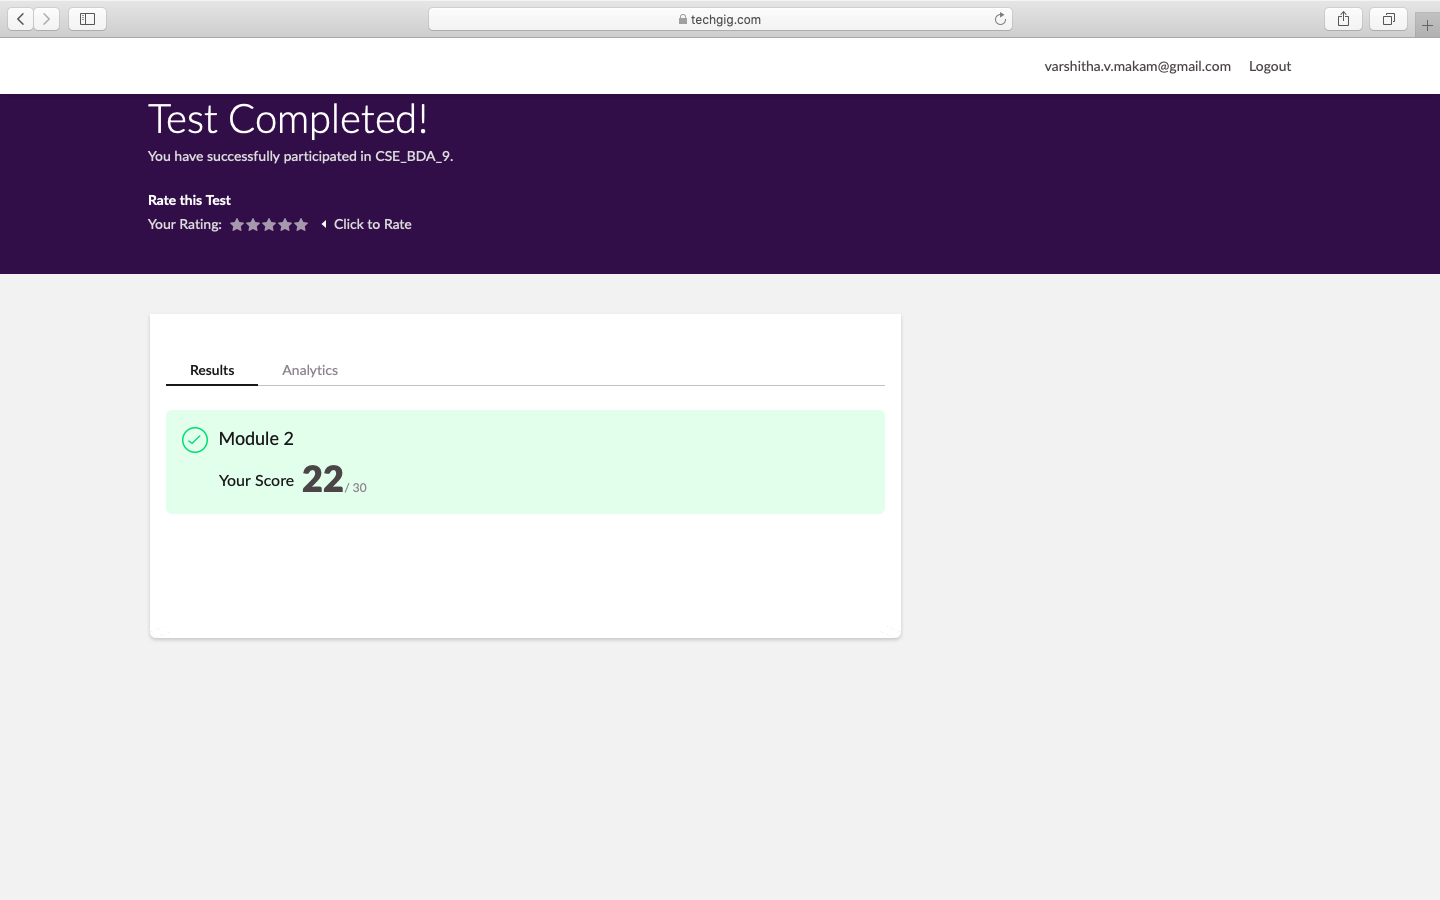 techgig.com
varshitha.v.makam@gmail.com Logout
Test Completed!
You have successfully participated in CSE_BDA_9.
Rate this Test
Your Rating: Click to Rate
Results Analytics
Module 2
Your Score 22 / 30